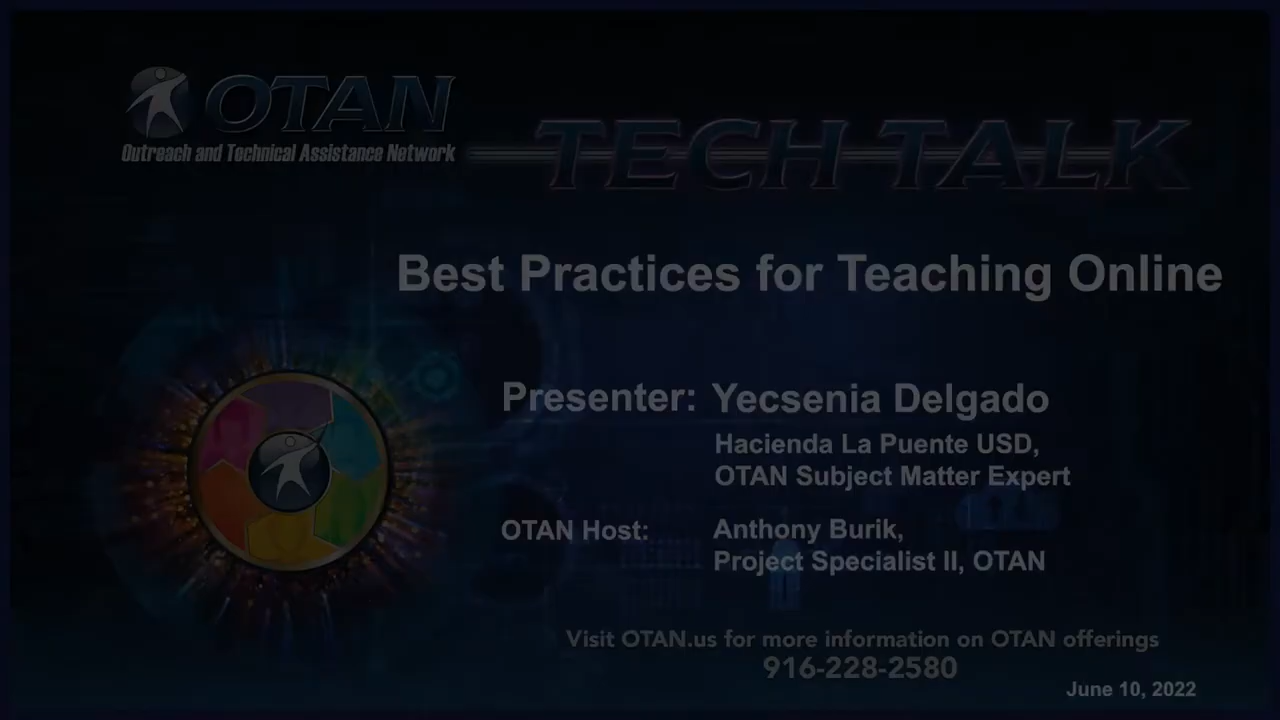 OTAN
Outreach and Technical Assistance Network
TECH TALK
Best Practices for Teaching Online
Presenter: Yecsenia Delgado
Hacienda La Puente USD,
OTAN Subject Matter Expert
OTAN Host: Anthony Burik,
Project Specialist II, OTAN
Visit OTAN.us for more information on OTAN offerings
916-228-2580
June 10, 2022